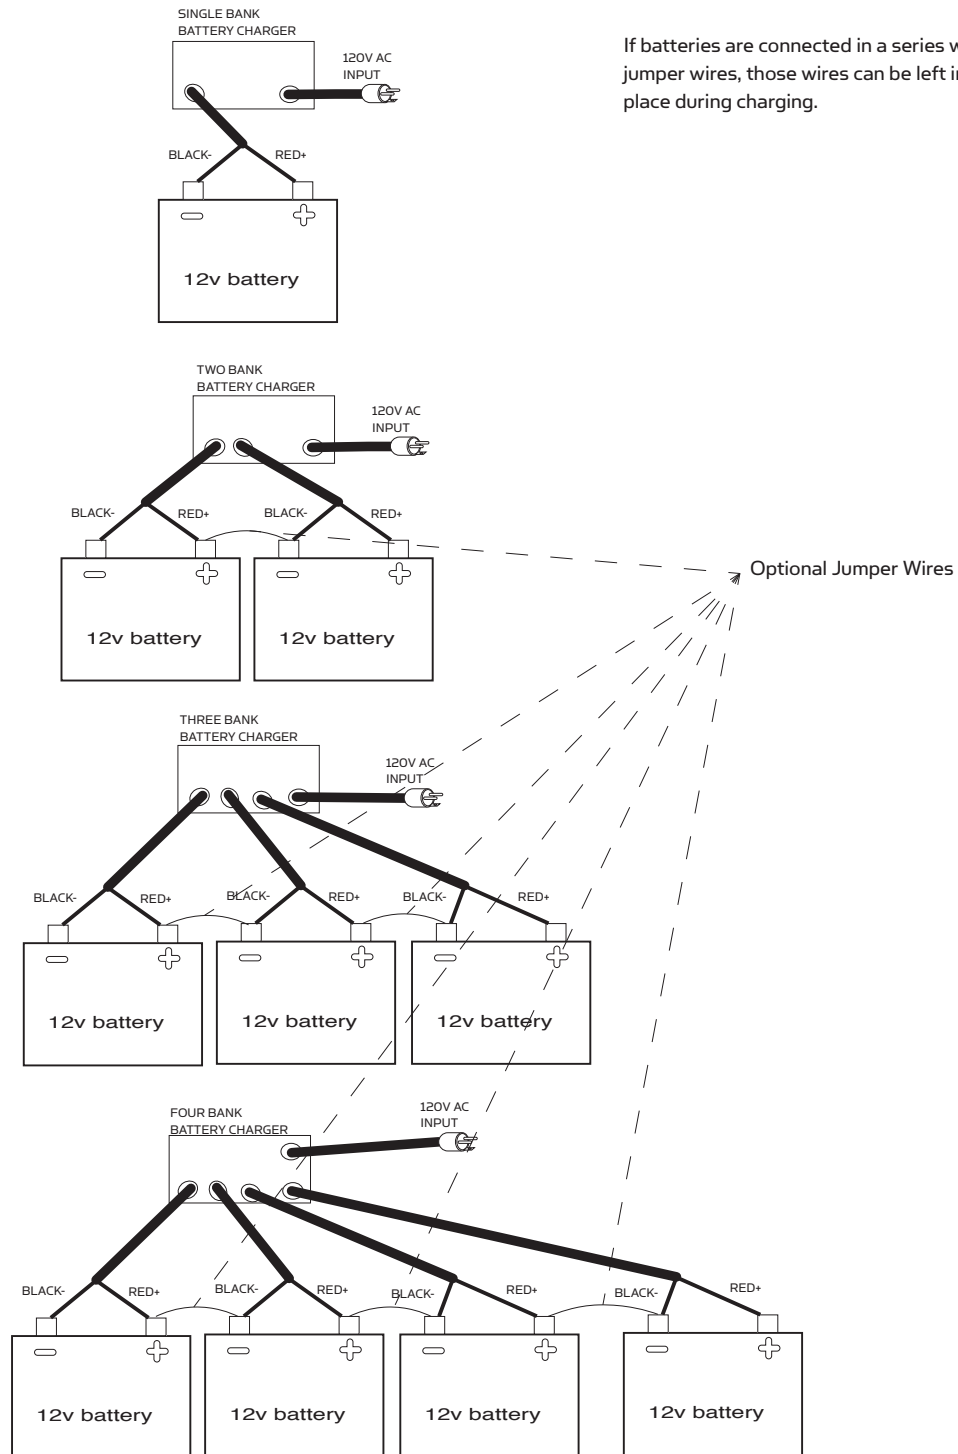 SINGLE BANK
BATTERY CHARGER
120V AC
INPUT
If batteries are connected in a series w
jumper wires, those wires can be left i
place during charging.
BLACK-
RED+
12v battery
TWO BANK
BATTERY CHARGER
120V AC
INPUT
BLACK-
RED+
BLACK-
RED+
12v battery
12v battery
Optional Jumper Wires
THREE BANK
BATTERY CHARGER
120V AC
INPUT
BLACK-
RED+
BLACK-
RED+
BLACK-
RED+
12v battery
12v battery
12v battery
FOUR BANK
BATTERY CHARGER
120V AC
INPUT
BLACK-
RED+
BLACK-
RED+
BLACK-
RED+
BLACK-
RED+
12v battery
12v battery
12v battery
12v battery